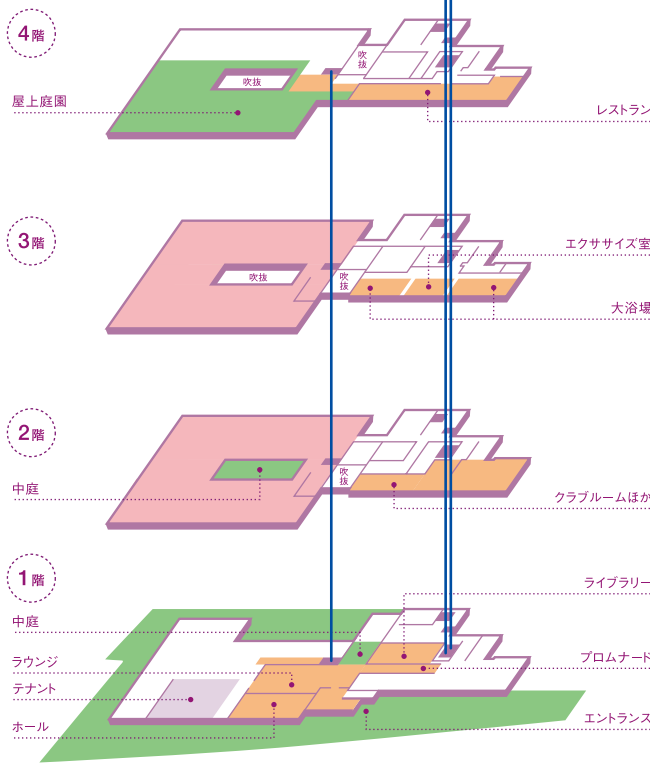 4階
吹抜
吹抜
屋上庭園
レストラン
3階
エクササイズ室
吹抜
吹抜
大浴場
2階
吹抜
中庭
クラブルームほか
1階
ライブラリー
中庭
プロムナード
ラウンジ
テナント
エントランス
ホール